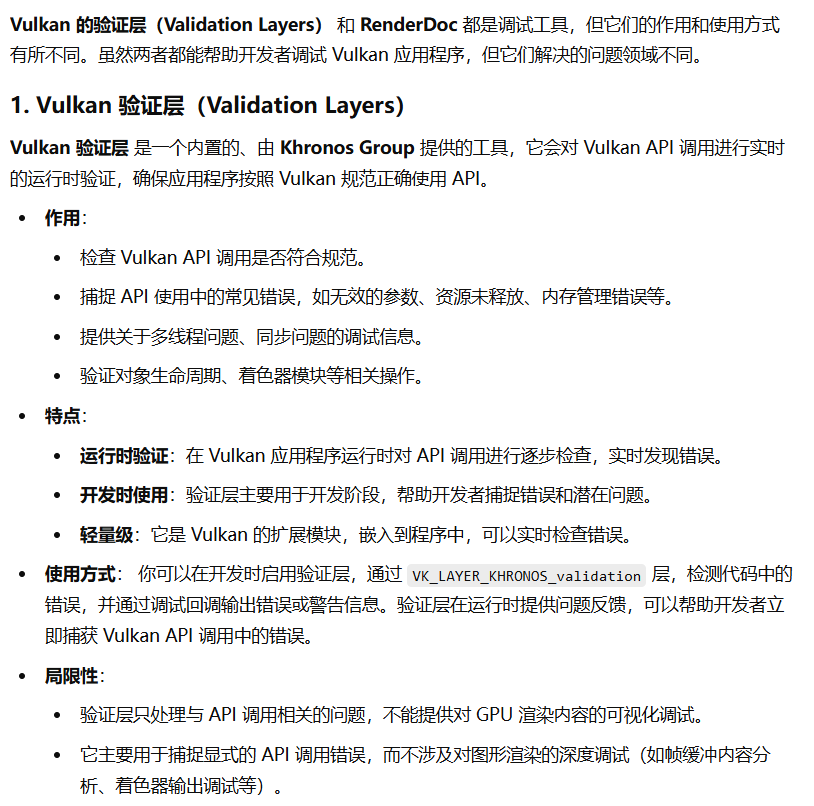 Vulkan 的验证层（Validation Layers） 和 RenderDoc 都是调试工具，但它们的作用和使用方式
有所不同。虽然两者都能帮助开发者调试 Vulkan 应用程序，但它们解决的问题领域不同。
1. Vulkan 验证层（Validation Layers）
Vulkan 验证层 是一个内置的、由 Khronos Group 提供的工具，它会对 Vulkan API 调用进行实时
的运行时验证，确保应用程序按照 Vulkan 规范正确使用 API。
• 作用：
• 检查 Vulkan API 调用是否符合规范。
• 捕捉 API 使用中的常见错误，如无效的参数、资源未释放、内存管理错误等。
• 提供关于多线程问题、同步问题的调试信息。
• 验证对象生命周期、着色器模块等相关操作。
• 特点：
• 运行时验证：在 Vulkan 应用程序运行时对 API 调用进行逐步检查，实时发现错误。
• 开发时使用：验证层主要用于开发阶段，帮助开发者捕捉错误和潜在问题。
• 轻量级：它是 Vulkan 的扩展模块，嵌入到程序中，可以实时检查错误。
• 使用方式： 你可以在开发时启用验证层，通过 VK_LAYER_KHRONOS_validation 层，检测代码中的
错误，并通过调试回调输出错误或警告信息。验证层在运行时提供问题反馈，可以帮助开发者立
即捕获 Vulkan API 调用中的错误。
• 局限性：
• 验证层只处理与 API 调用相关的问题，不能提供对 GPU 渲染内容的可视化调试。
• 它主要用于捕捉显式的 API 调用错误，而不涉及对图形渲染的深度调试（如帧缓冲内容分
析、着色器输出调试等）。